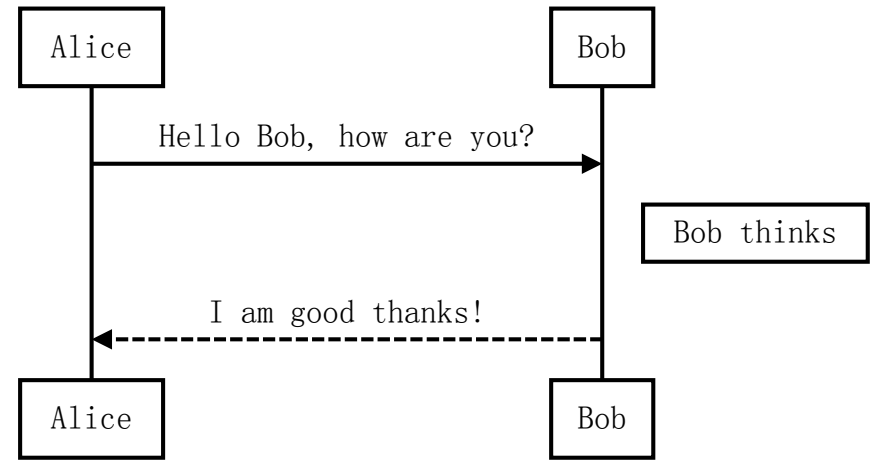 Alice
Bob
Hello Bob, how are you?
Bob thinks
I am good thanks!
Alice
Bob